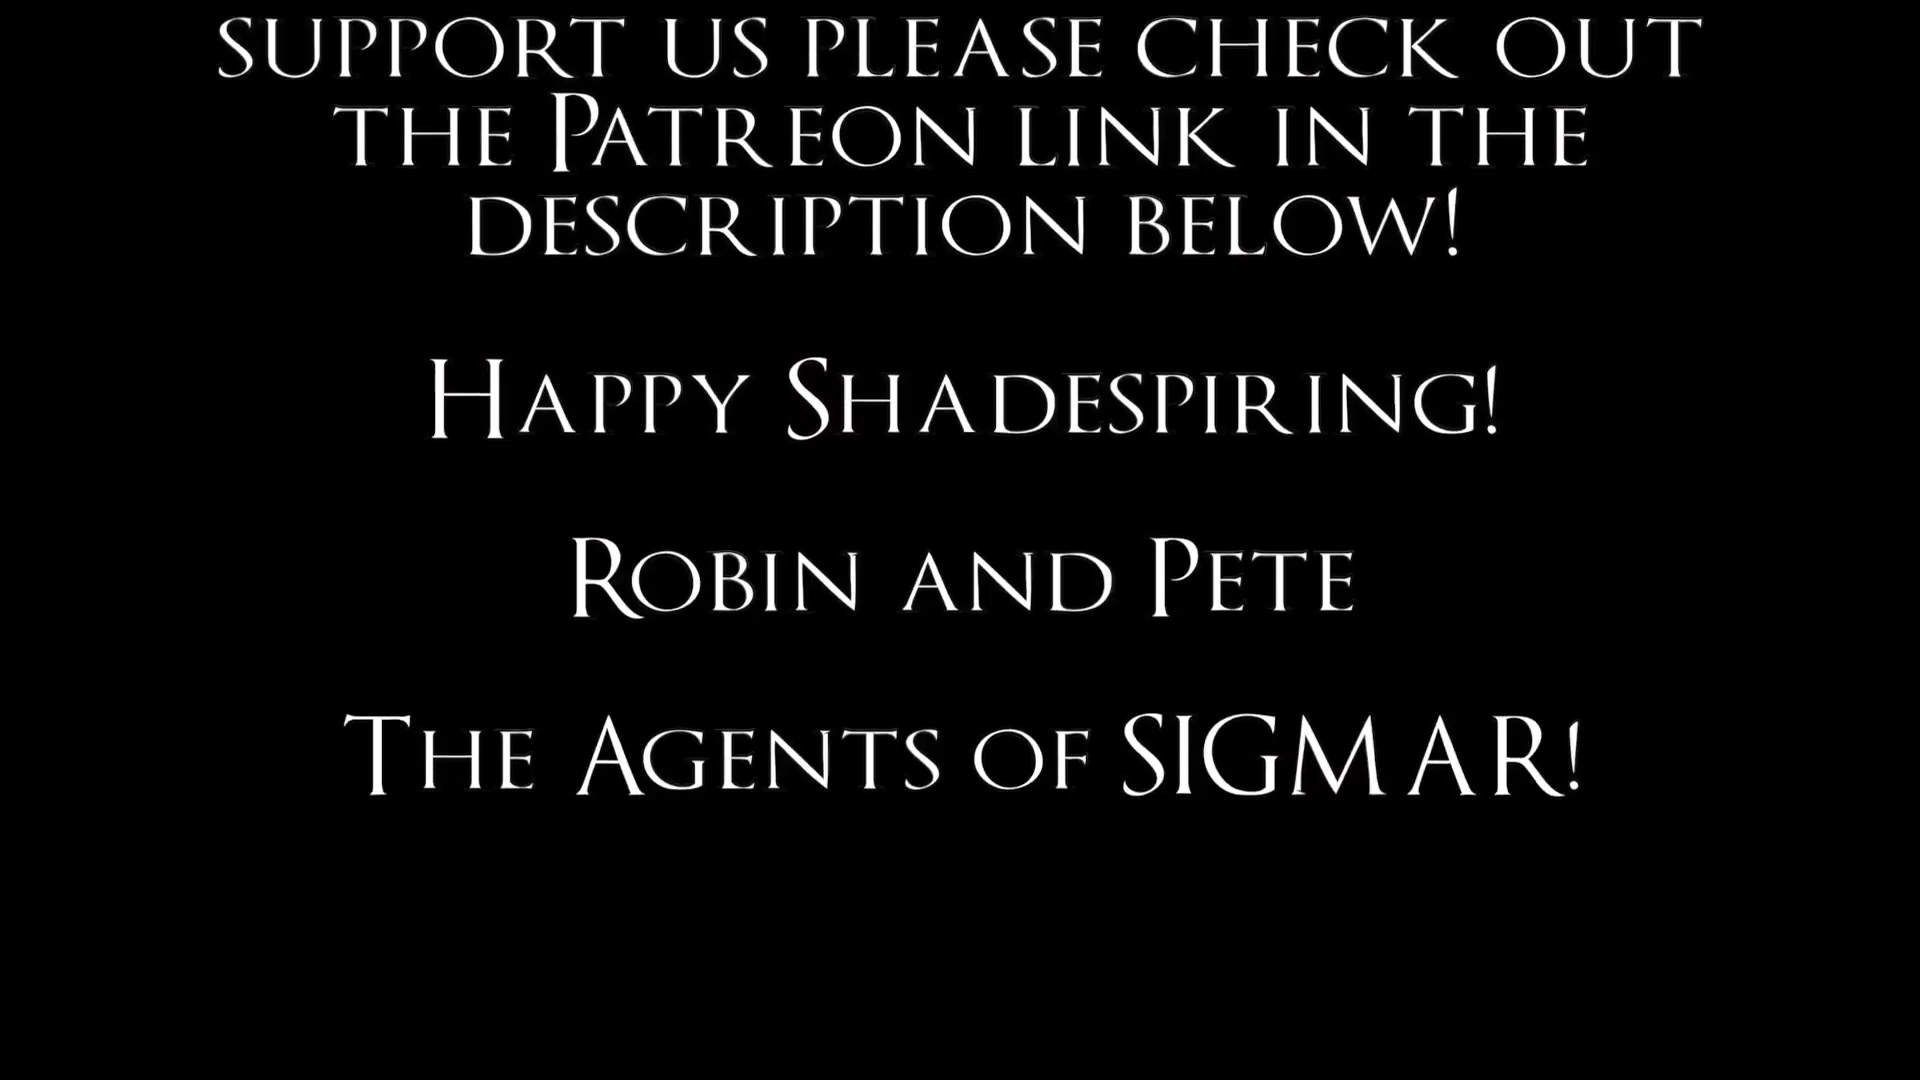 support us please check out
the Patreon link in the
description below!
Happy Shadespiring!
Robin and Pete
The Agents of SIGMAR!